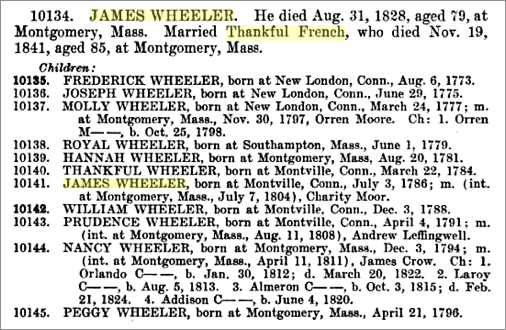 10134. JAMES WHEELER. He died Aug. 31, 1828, aged 79, at
Montgomery, Mass. Married Thankful French, who died Nov. 19,
1841, aged 85, at Montgomery, Mass.
Children:
10135. FREDERICK WHEELER, born at New London, Conn., Aug. 6, 1773.
10136. JOSEPH WHEELER, born at New London, Conn., June 29, 1775.
10137. MOLLY WHEELER, born at New London, Conn., March 24, 1777; m.
at Montgomery, Mass., Nov. 30, 1797, Orren Moore. Ch: 1. Orren
M——, b. Oct. 25, 1798.
10138. ROYAL WHEELER, born at Southampton, Mass., June 1, 1779.
10139. HANNAH WHEELER, born at Montgomery, Mass, Aug. 20, 1781.
10140. THANKFUL WHEELER, born at Montville, Conn., March 22, 1784.
10141. JAMES WHEELER, born at Montville, Conn., July 3, 1786; m. (int.
at Montgomery, Mass., July 7, 1804), Charity Moor.
10142. WILLIAM WHEELER, born at Montville, Conn., Dec. 3, 1788.
10143. PRUDENCE WHEELER, born at Montville, Conn., April 4, 1791; m.
(int. at Montgomery, Mass., Aug. 11, 1808), Andrew Leffingwell.
10144. NANCY WHEELER, born at Montgomery, Mass., Dec. 3, 1794; m.
(int. at Montgomery, Mass., April 11, 1811), James Crow. Ch: 1.
Orlando C——, b. Jan. 30, 1812; d. March 20, 1822. 2. Laroy
C——, b. Aug. 5, 1813. 3. Almeron C——, b. Oct. 3, 1815; d. Feb.
21, 1824. 4. Addison C——, b. June 4, 1820.
10145. PEGGY WHEELER, born at Montgomery, Mass., April 21, 1796.